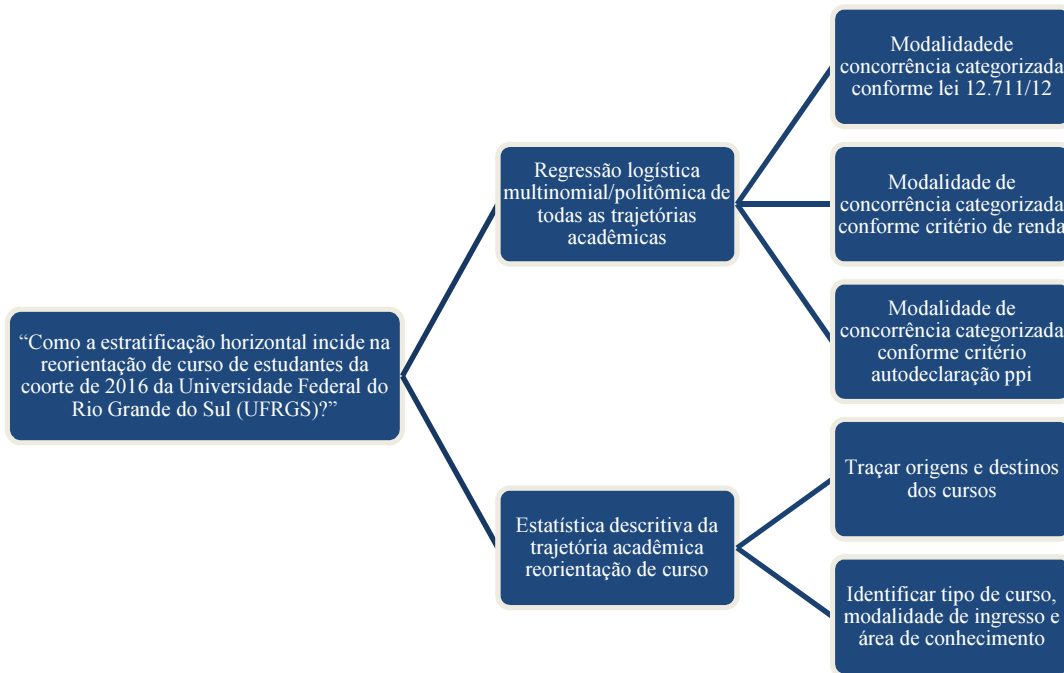 “Como a estratificação horizontal incide na
reorientação de curso de estudantes da
coorte de 2016 da Universidade Federal do
Rio Grande do Sul (UFRGS)?”
Regressão logística
multinomial/politômica de
todas as trajetórias
acadêmicas
Modalidadede
concorrência categorizada
conforme lei 12.711/12
Modalidade de
concorrência categorizada
conforme critério de renda
Modalidade de
concorrência categorizada
conforme critério
autodeclaração ppi
Estatística descritiva da
trajetória acadêmica
reorientação de curso
Traçar origens e destinos
dos cursos
Identificar tipo de curso,
modalidade de ingresso e
área de conhecimento